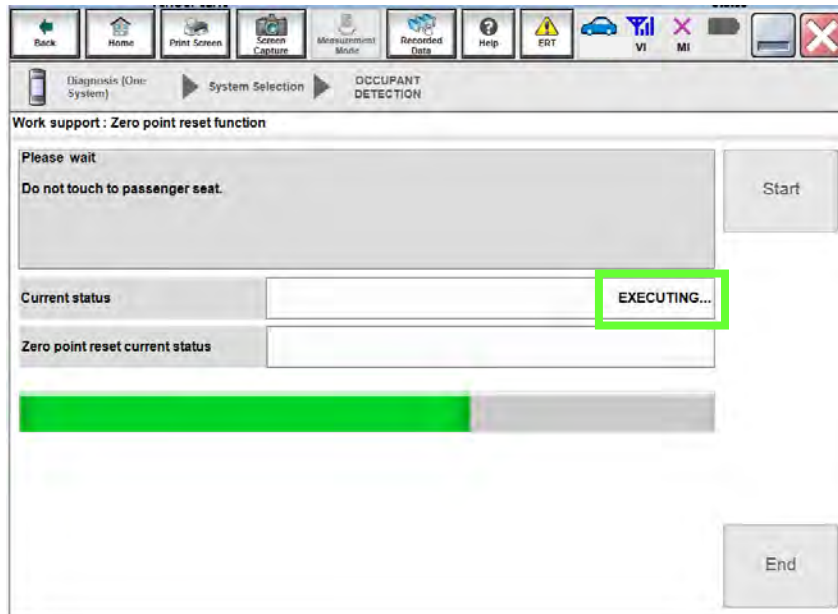 Back
Home
Print Screen
Screen
Capture
Measurement
Mode
Recorded
Data
Help
ERT
VI
MI
Diagnosis (One
System)
System Selection
OCCUPANT
DETECTION
Work support : Zero point reset function
Please wait
Do not touch to passenger seat.
Start
Current status
EXECUTING...
Zero point reset current status
End